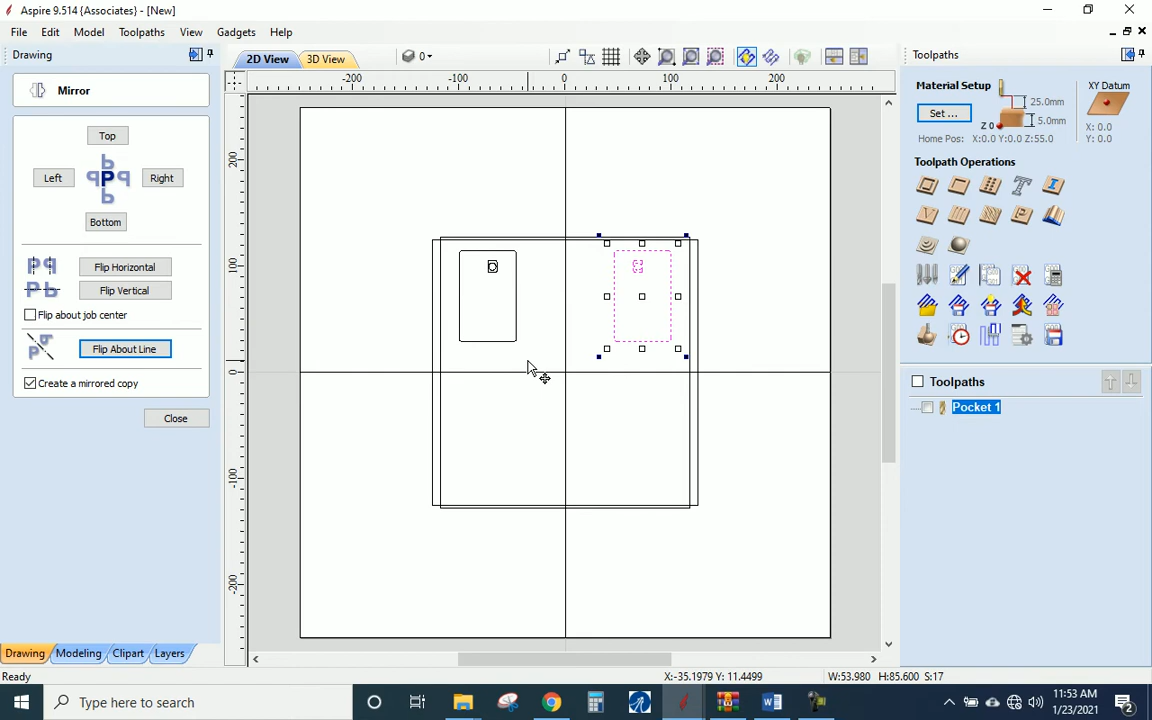 Aspire 9.514 {Associates} - [New]
File Edit Model Toolpaths View Gadgets Help
Drawing
2D View
3D View
0
Toolpaths
Mirror
Top
Left
Right
Bottom
Flip Horizontal
Flip Vertical
Flip about job center
Flip About Line
Create a mirrored copy
Close
-200 -100 0 100 200
200
100
0
-100
-200
Material Setup
Set ...
25.0mm
Z 0
5.0mm
XY Datum
Home Pos: X:0.0 Y:0.0 Z:55.0
X: 0.0
Y: 0.0
Toolpath Operations
Toolpaths
Pocket 1
Drawing Modeling Clipart Layers
Ready
X:-35.1979 Y: 11.4499
W:53.980 H:85.600 S:17
Type here to search
11:53 AM
1/23/2021
2